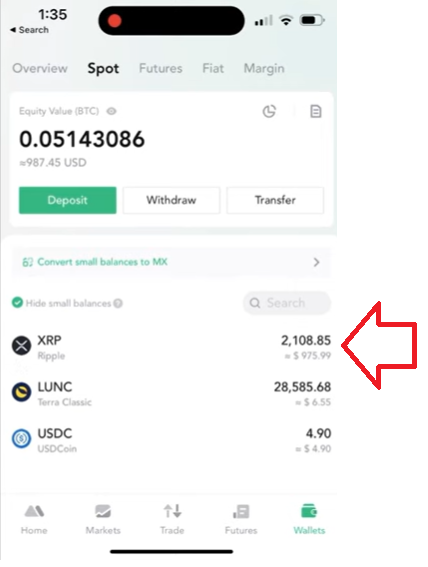 1:35
◂ Search
Overview Spot Futures Fiat Margin
Equity Value (BTC)
0.05143086
≈987.45 USD
Deposit Withdraw Transfer
Convert small balances to MX
Hide small balances
Search
XRP 2,108.85
Ripple ≈ $ 975.99
LUNC 28,585.68
Terra Classic ≈ $ 6.55
USDC 4.90
USDCoin ≈ $ 4.90
Home Markets Trade Futures Wallets